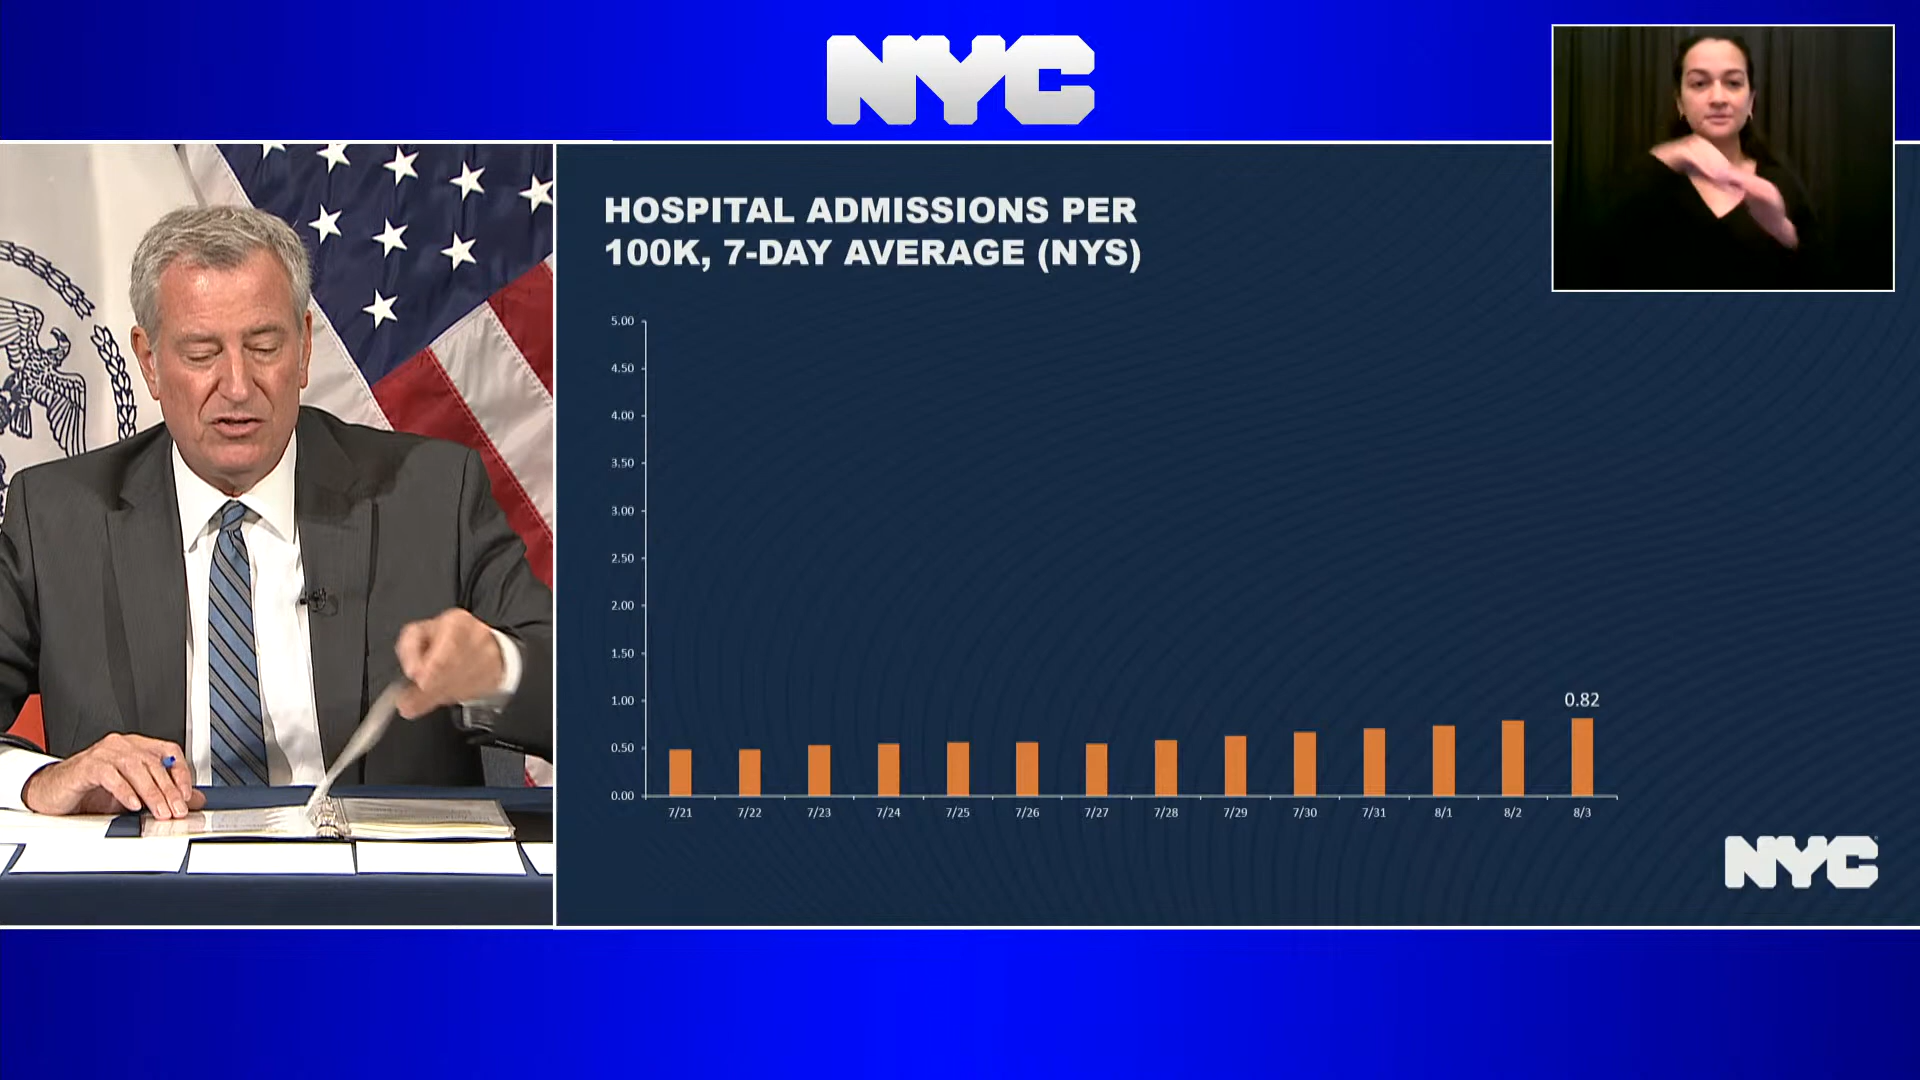 NYC
HOSPITAL ADMISSIONS PER
100K, 7-DAY AVERAGE (NYS)
5.00
4.50
4.00
3.50
3.00
2.50
2.00
1.50
1.00
0.50
0.00
0.82
7/21 7/22 7/23 7/24 7/25 7/26 7/27 7/28 7/29 7/30 7/31 8/1 8/2 8/3
NYC